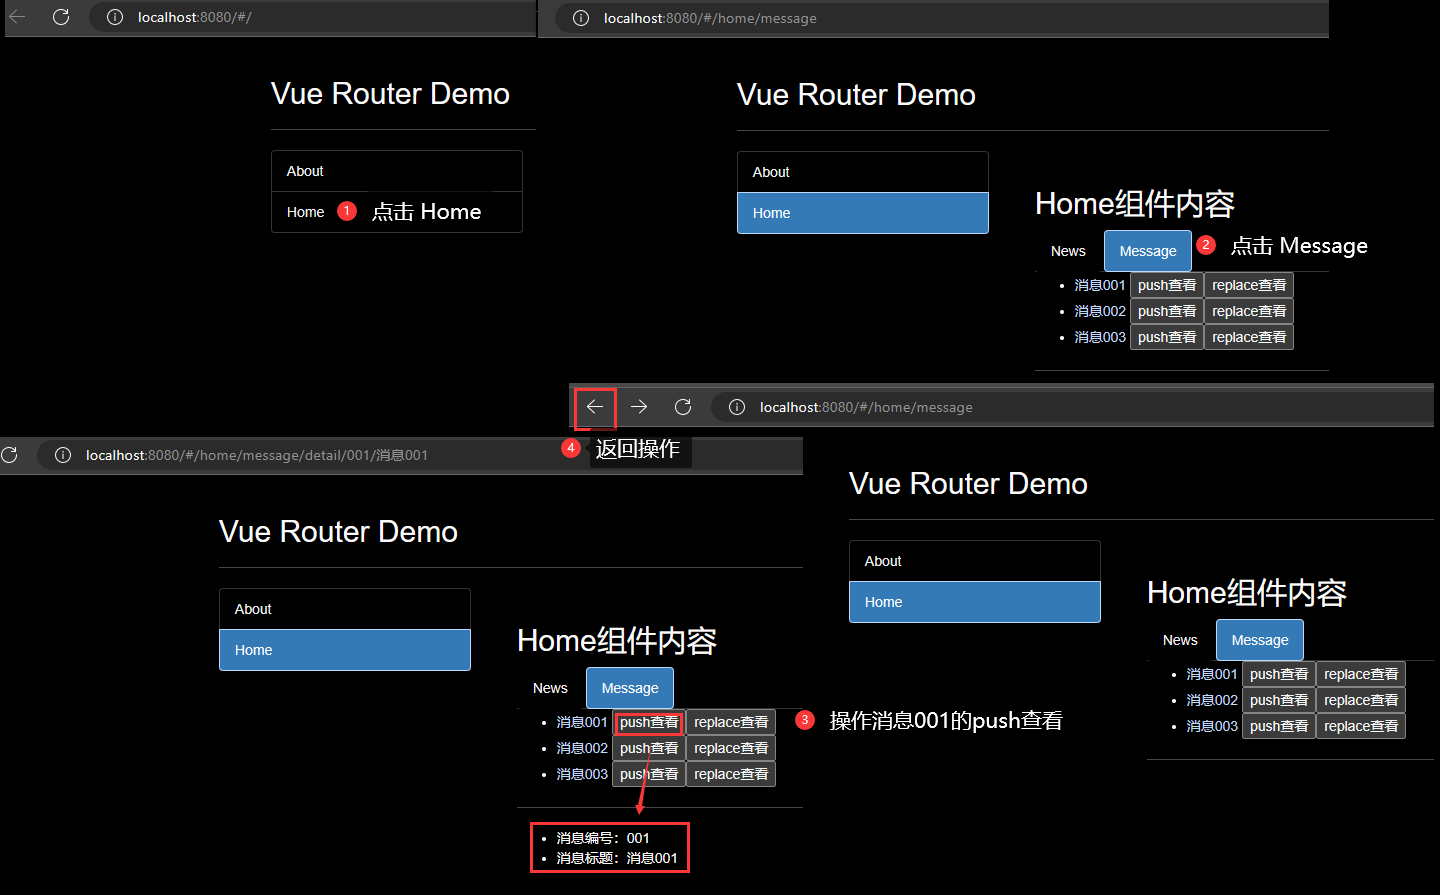 localhost:8080/#/
Vue Router Demo
About
Home 1 点击 Home
localhost:8080/#/home/message
Vue Router Demo
About
Home
Home组件内容
News Message 2 点击 Message
消息001 push查看 replace查看
消息002 push查看 replace查看
消息003 push查看 replace查看
localhost:8080/#/home/message/detail/001/消息001
Vue Router Demo
About
Home
Home组件内容
News Message
消息001 push查看 replace查看 3 操作消息001的push查看
消息002 push查看 replace查看
消息003 push查看 replace查看
消息编号：001
消息标题：消息001
localhost:8080/#/home/message
4 返回操作
Vue Router Demo
About
Home
Home组件内容
News Message
消息001 push查看 replace查看
消息002 push查看 replace查看
消息003 push查看 replace查看